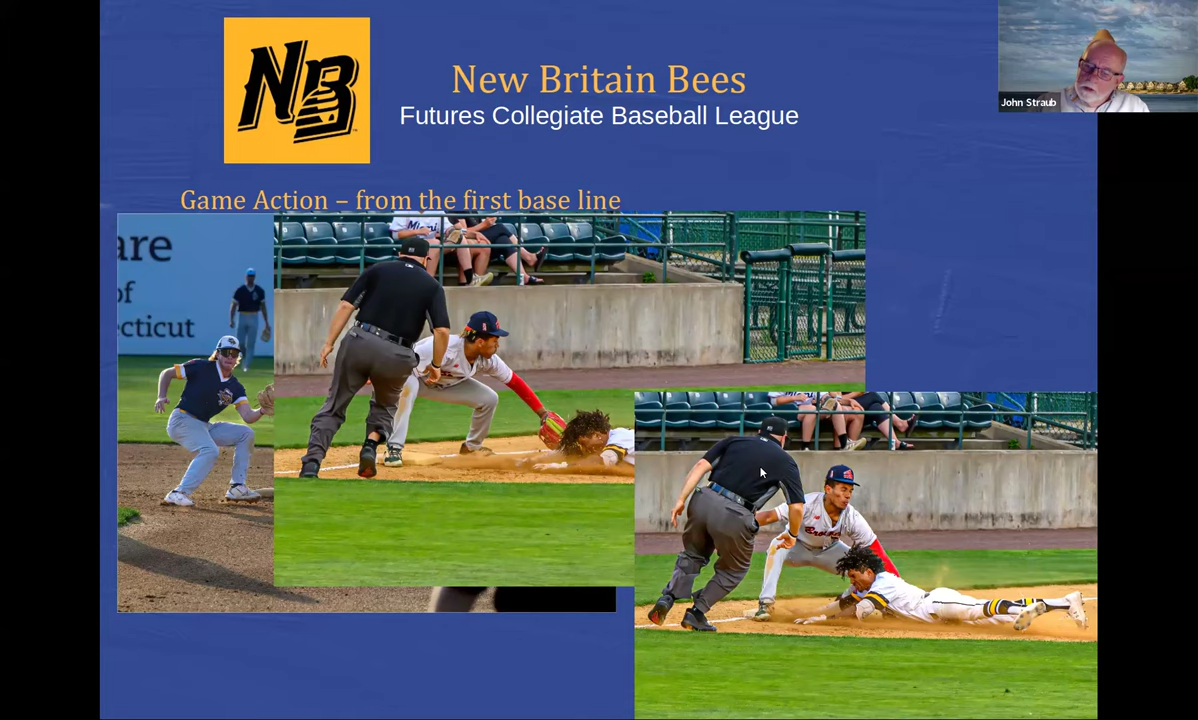 NB
New Britain Bees
Futures Collegiate Baseball League
John Straub
Game Action – from the first base line
are
of
ecticut
Miami